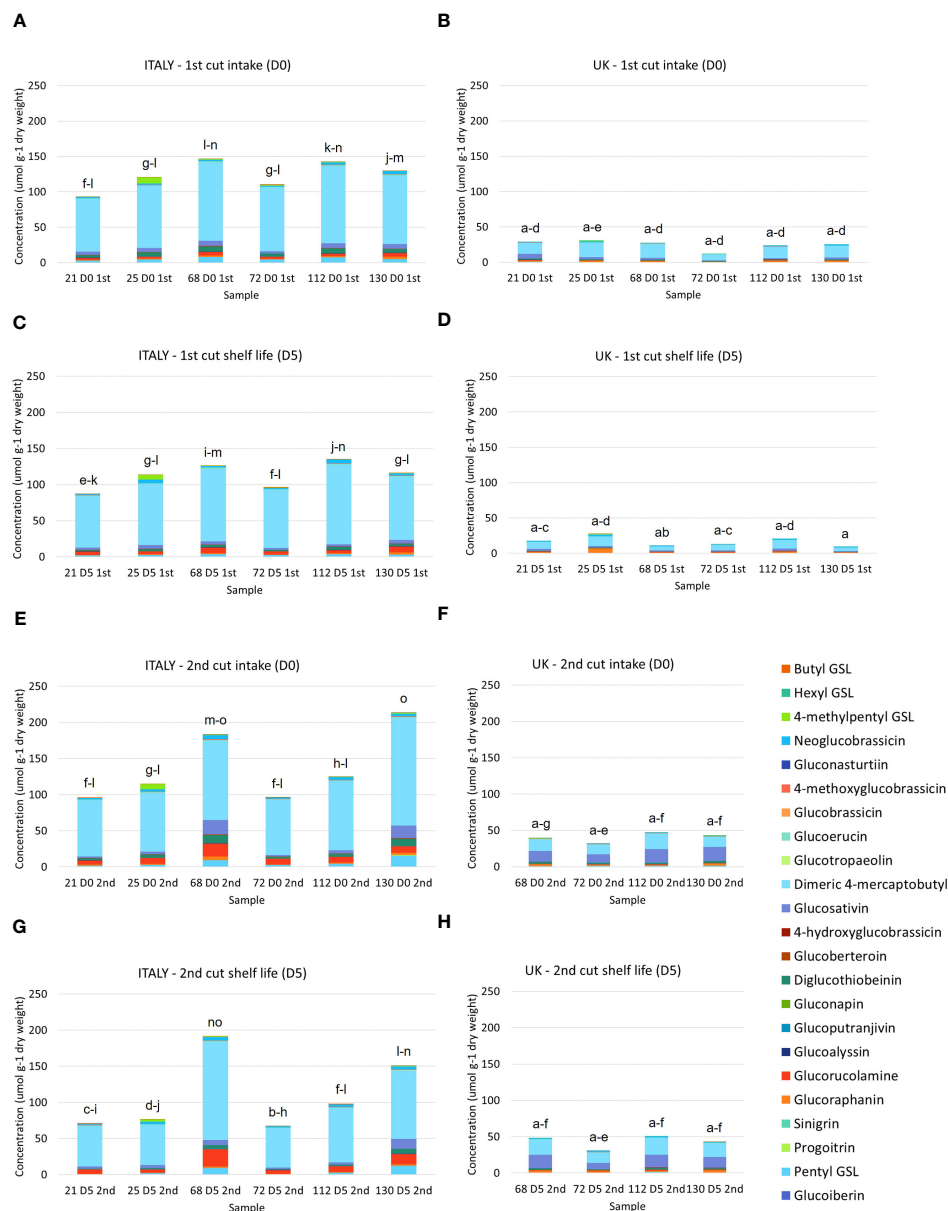 A
ITALY - 1st cut intake (D0)
Concentration (umol g-1 dry weight)
250
200
150
100
50
0
f-l
g-l
l-n
g-l
k-n
j-m
21 D0 1st 25 D0 1st 68 D0 1st 72 D0 1st 112 D0 1st 130 D0 1st
Sample
B
UK - 1st cut intake (D0)
Concentration (umol g-1 dry weight)
250
200
150
100
50
0
a-d
a-e
a-d
a-d
a-d
a-d
21 D0 1st 25 D0 1st 68 D0 1st 72 D0 1st 112 D0 1st 130 D0 1st
Sample
C
ITALY - 1st cut shelf life (D5)
Concentration (umol g-1 dry weight)
250
200
150
100
50
0
e-k
g-l
i-m
f-l
j-n
g-l
21 D5 1st 25 D5 1st 68 D5 1st 72 D5 1st 112 D5 1st 130 D5 1st
Sample
D
UK - 1st cut shelf life (D5)
Concentration (umol g-1 dry weight)
250
200
150
100
50
0
a-c
a-d
ab
a-c
a-d
a
21 D5 1st 25 D5 1st 68 D5 1st 72 D5 1st 112 D5 1st 130 D5 1st
Sample
E
ITALY - 2nd cut intake (D0)
Concentration (umol g-1 dry weight)
250
200
150
100
50
0
f-l
g-l
m-o
f-l
h-l
o
21 D0 2nd 25 D0 2nd 68 D0 2nd 72 D0 2nd 112 D0 2nd 130 D0 2nd
Sample
F
UK - 2nd cut intake (D0)
Concentration (umol g-1 dry weight)
250
200
150
100
50
0
a-g
a-e
a-f
a-f
68 D0 2nd 72 D0 2nd 112 D0 2nd 130 D0 2nd
Sample
G
ITALY - 2nd cut shelf life (D5)
Concentration (umol g-1 dry weight)
250
200
150
100
50
0
c-i
d-j
no
b-h
f-l
l-n
21 D5 2nd 25 D5 2nd 68 D5 2nd 72 D5 2nd 112 D5 2nd 130 D5 2nd
Sample
H
UK - 2nd cut shelf life (D5)
Concentration (umol g-1 dry weight)
250
200
150
100
50
0
a-f
a-e
a-f
a-f
68 D5 2nd 72 D5 2nd 112 D5 2nd 130 D5 2nd
Sample
Butyl GSL
Hexyl GSL
4-methylpentyl GSL
Neoglucobrassicin
Gluconasturtiin
4-methoxyglucobrassicin
Glucobrassicin
Glucoerucin
Glucotropaeolin
Dimeric 4-mercaptobutyl
Glucosativin
4-hydroxyglucobrassicin
Glucoberteroin
Diglucothiobeinin
Gluconapin
Glucoputranjivin
Glucoalyssin
Glucorucolamine
Glucoraphanin
Sinigrin
Progoitrin
Pentyl GSL
Glucoiberin